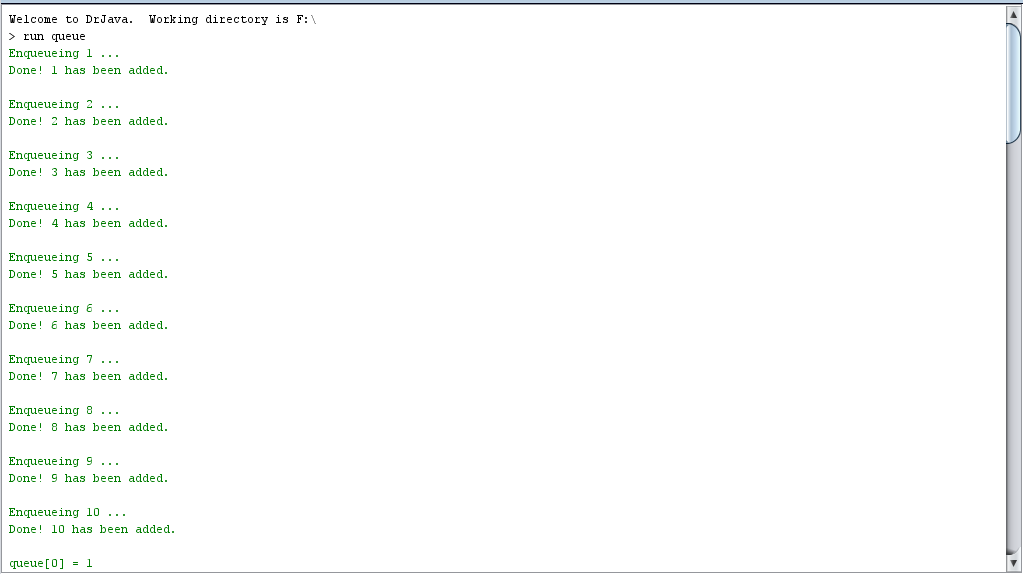 Welcome to DrJava.  Working directory is F:\
> run queue
Enqueueing 1 ...
Done! 1 has been added.
Enqueueing 2 ...
Done! 2 has been added.
Enqueueing 3 ...
Done! 3 has been added.
Enqueueing 4 ...
Done! 4 has been added.
Enqueueing 5 ...
Done! 5 has been added.
Enqueueing 6 ...
Done! 6 has been added.
Enqueueing 7 ...
Done! 7 has been added.
Enqueueing 8 ...
Done! 8 has been added.
Enqueueing 9 ...
Done! 9 has been added.
Enqueueing 10 ...
Done! 10 has been added.
queue[0] = 1